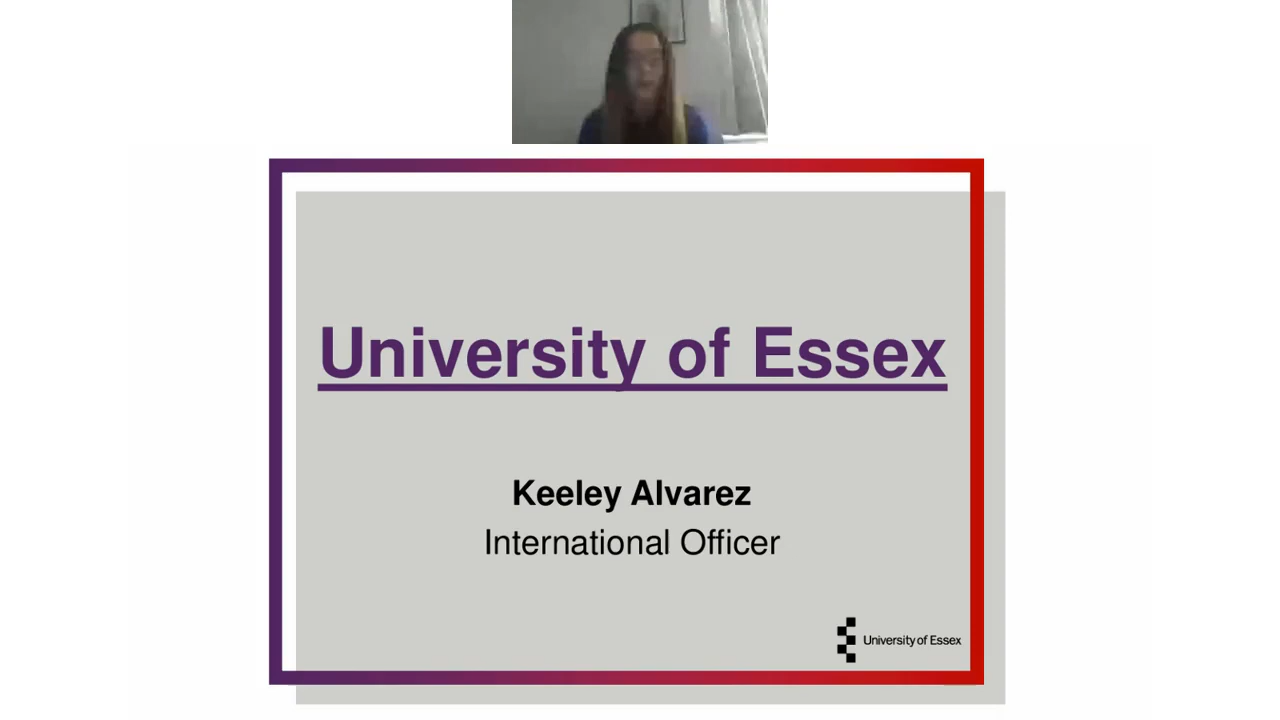 University of Essex
Keeley Alvarez
International Officer
University of Essex